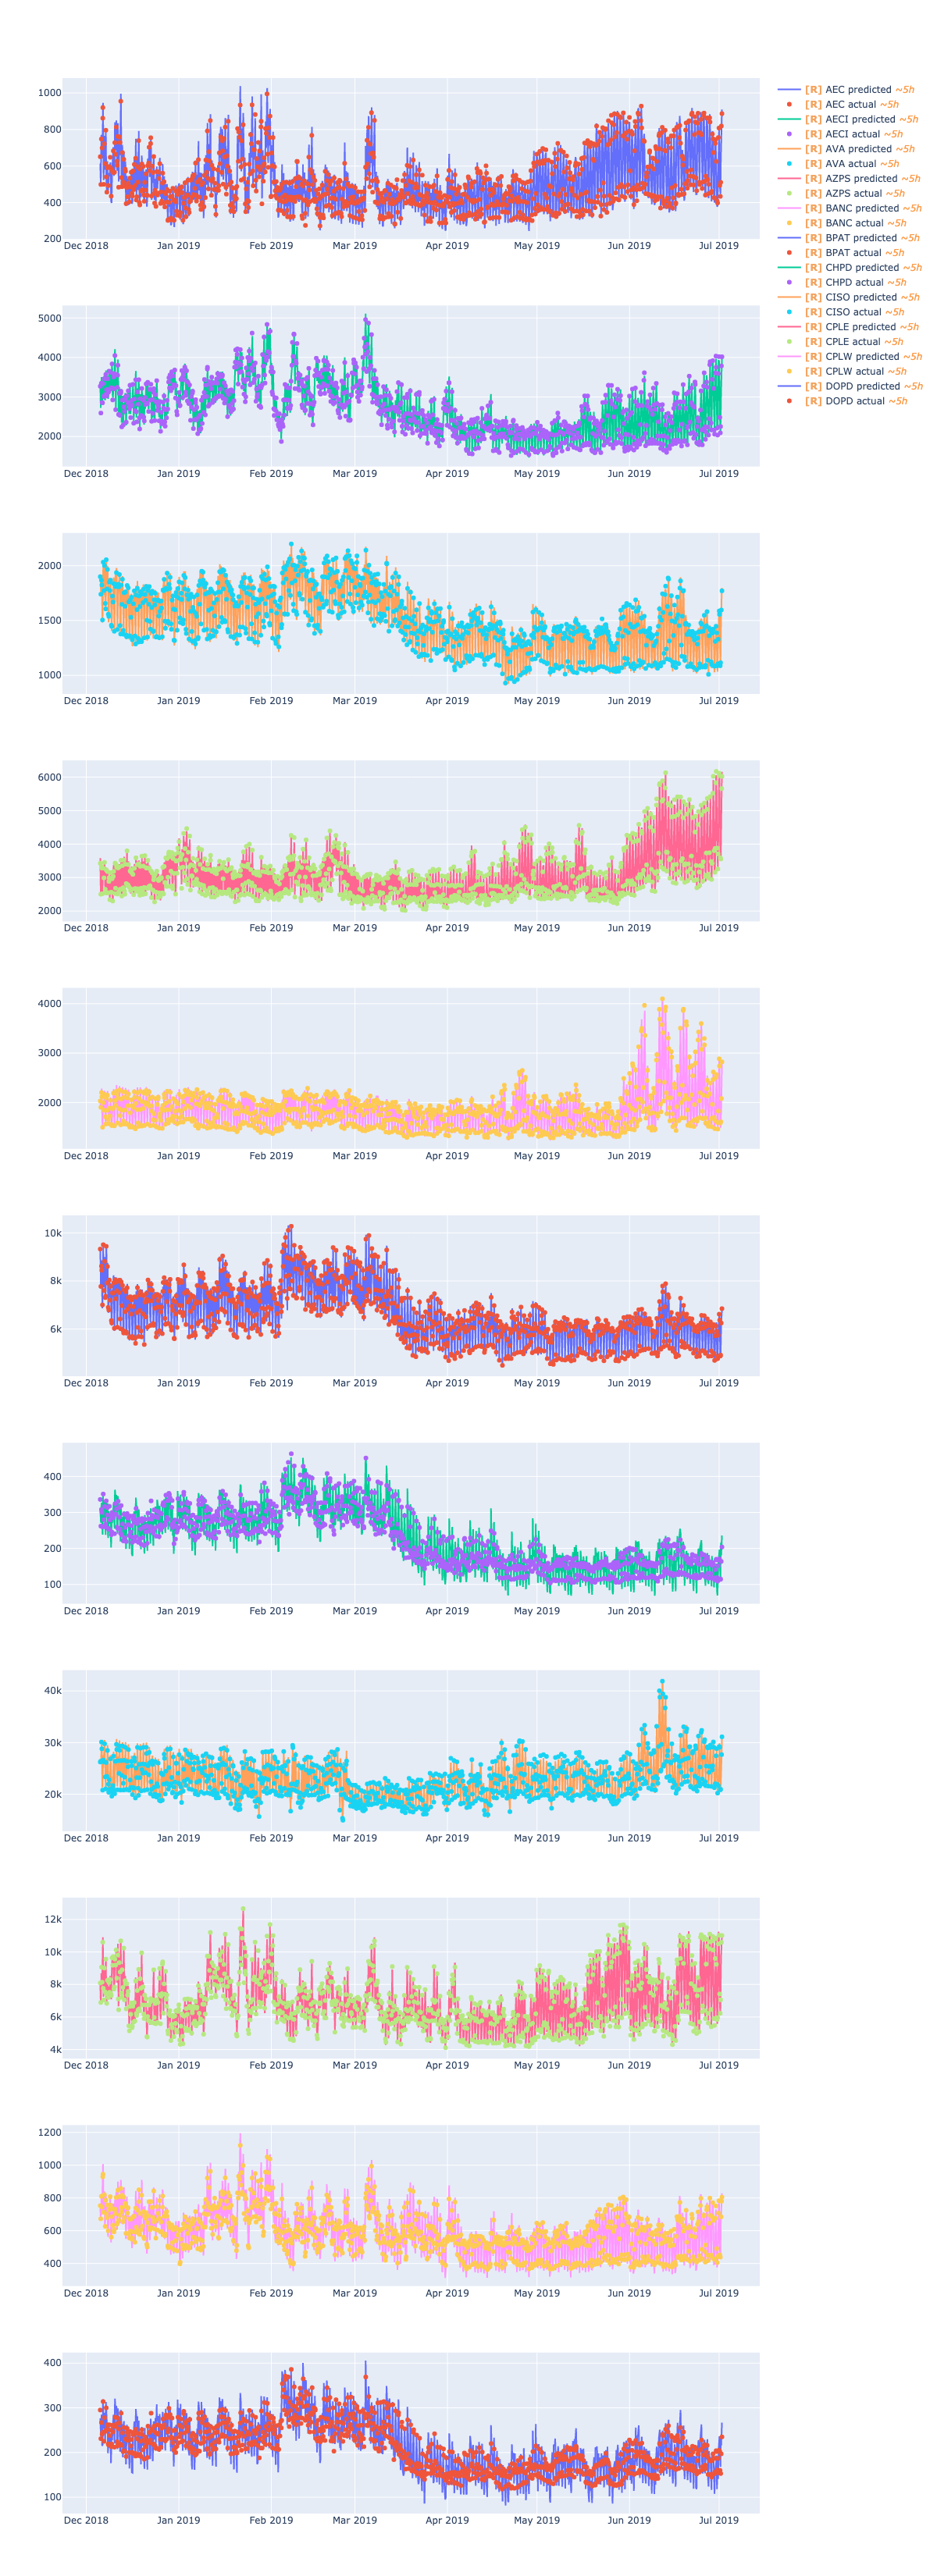 1000
800
600
400
200
Dec 2018 Jan 2019 Feb 2019 Mar 2019 Apr 2019 May 2019 Jun 2019 Jul 2019
[R] AEC predicted ~5h
[R] AEC actual ~5h
[R] AECI predicted ~5h
[R] AECI actual ~5h
[R] AVA predicted ~5h
[R] AVA actual ~5h
[R] AZPS predicted ~5h
[R] AZPS actual ~5h
[R] BANC predicted ~5h
[R] BANC actual ~5h
[R] BPAT predicted ~5h
[R] BPAT actual ~5h
[R] CHPD predicted ~5h
[R] CHPD actual ~5h
[R] CISO predicted ~5h
[R] CISO actual ~5h
[R] CPLE predicted ~5h
[R] CPLE actual ~5h
[R] CPLW predicted ~5h
[R] CPLW actual ~5h
[R] DOPD predicted ~5h
[R] DOPD actual ~5h
5000
4000
3000
2000
Dec 2018 Jan 2019 Feb 2019 Mar 2019 Apr 2019 May 2019 Jun 2019 Jul 2019
2000
1500
1000
Dec 2018 Jan 2019 Feb 2019 Mar 2019 Apr 2019 May 2019 Jun 2019 Jul 2019
6000
5000
4000
3000
2000
Dec 2018 Jan 2019 Feb 2019 Mar 2019 Apr 2019 May 2019 Jun 2019 Jul 2019
4000
3000
2000
Dec 2018 Jan 2019 Feb 2019 Mar 2019 Apr 2019 May 2019 Jun 2019 Jul 2019
10k
8k
6k
Dec 2018 Jan 2019 Feb 2019 Mar 2019 Apr 2019 May 2019 Jun 2019 Jul 2019
400
300
200
100
Dec 2018 Jan 2019 Feb 2019 Mar 2019 Apr 2019 May 2019 Jun 2019 Jul 2019
40k
30k
20k
Dec 2018 Jan 2019 Feb 2019 Mar 2019 Apr 2019 May 2019 Jun 2019 Jul 2019
12k
10k
8k
6k
4k
Dec 2018 Jan 2019 Feb 2019 Mar 2019 Apr 2019 May 2019 Jun 2019 Jul 2019
1200
1000
800
600
400
Dec 2018 Jan 2019 Feb 2019 Mar 2019 Apr 2019 May 2019 Jun 2019 Jul 2019
400
300
200
100
Dec 2018 Jan 2019 Feb 2019 Mar 2019 Apr 2019 May 2019 Jun 2019 Jul 2019